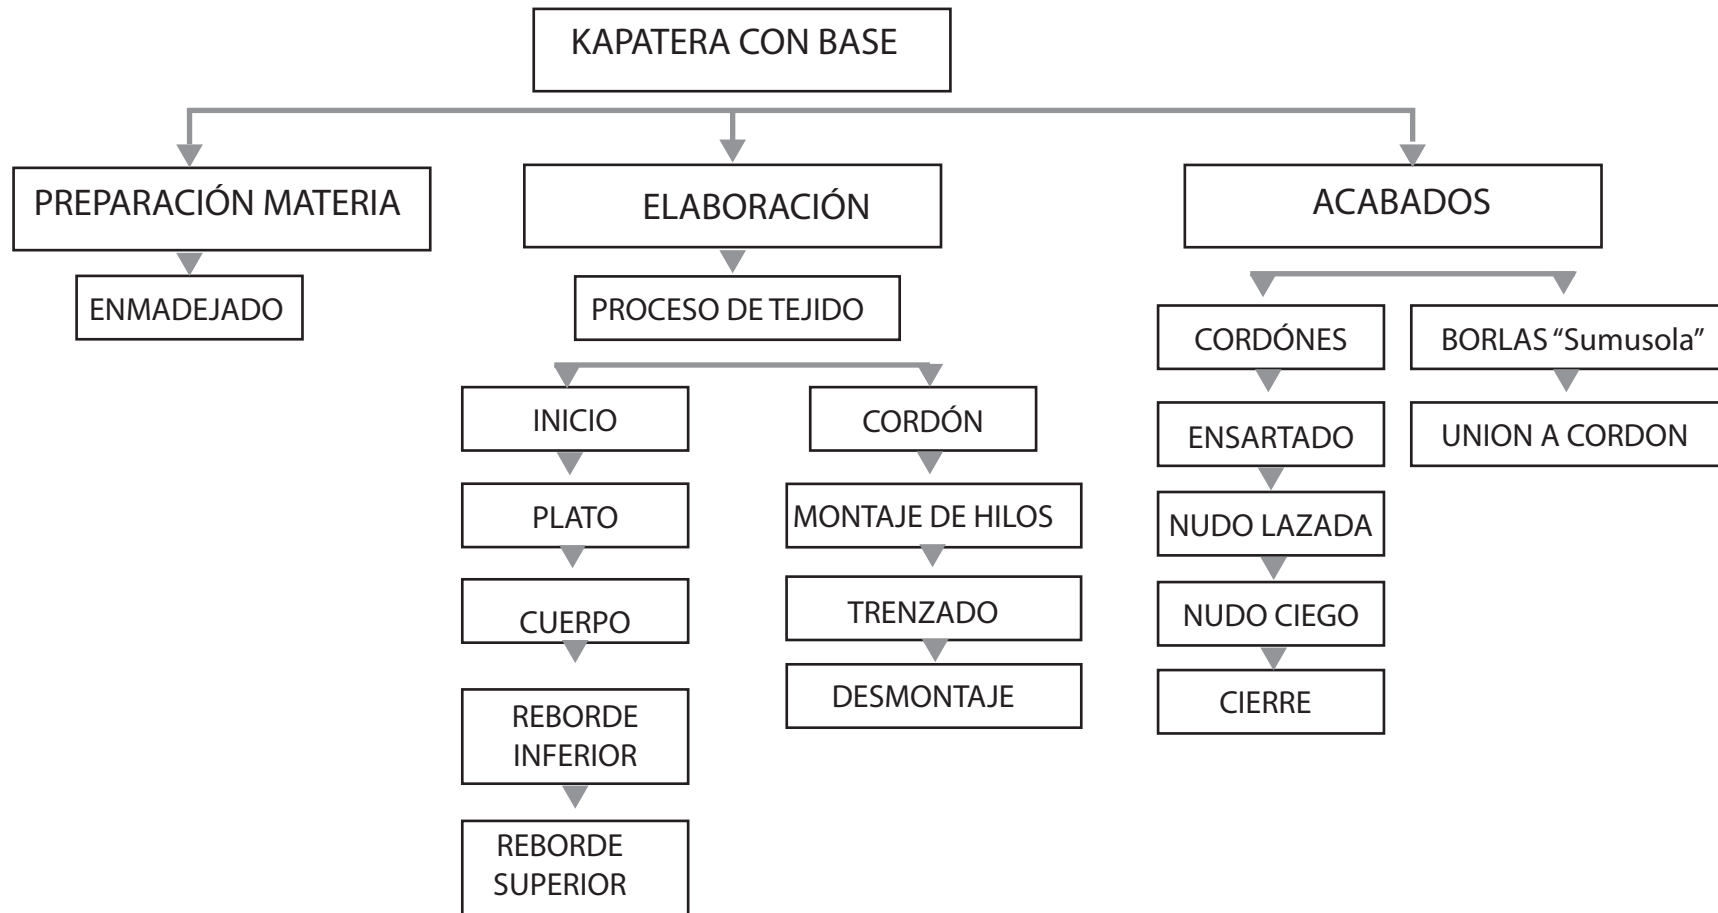 KAPATERA CON BASE
PREPARACIÓN MATERIA
ELABORACIÓN
ACABADOS
ENMADEJADO
PROCESO DE TEJIDO
CORDÓNES
BORLAS “Sumusola”
INICIO
CORDÓN
ENSARTADO
UNION A CORDON
PLATO
MONTAJE DE HILOS
NUDO LAZADA
CUERPO
TRENZADO
NUDO CIEGO
REBORDE
INFERIOR
DESMONTAJE
CIERRE
REBORDE
SUPERIOR